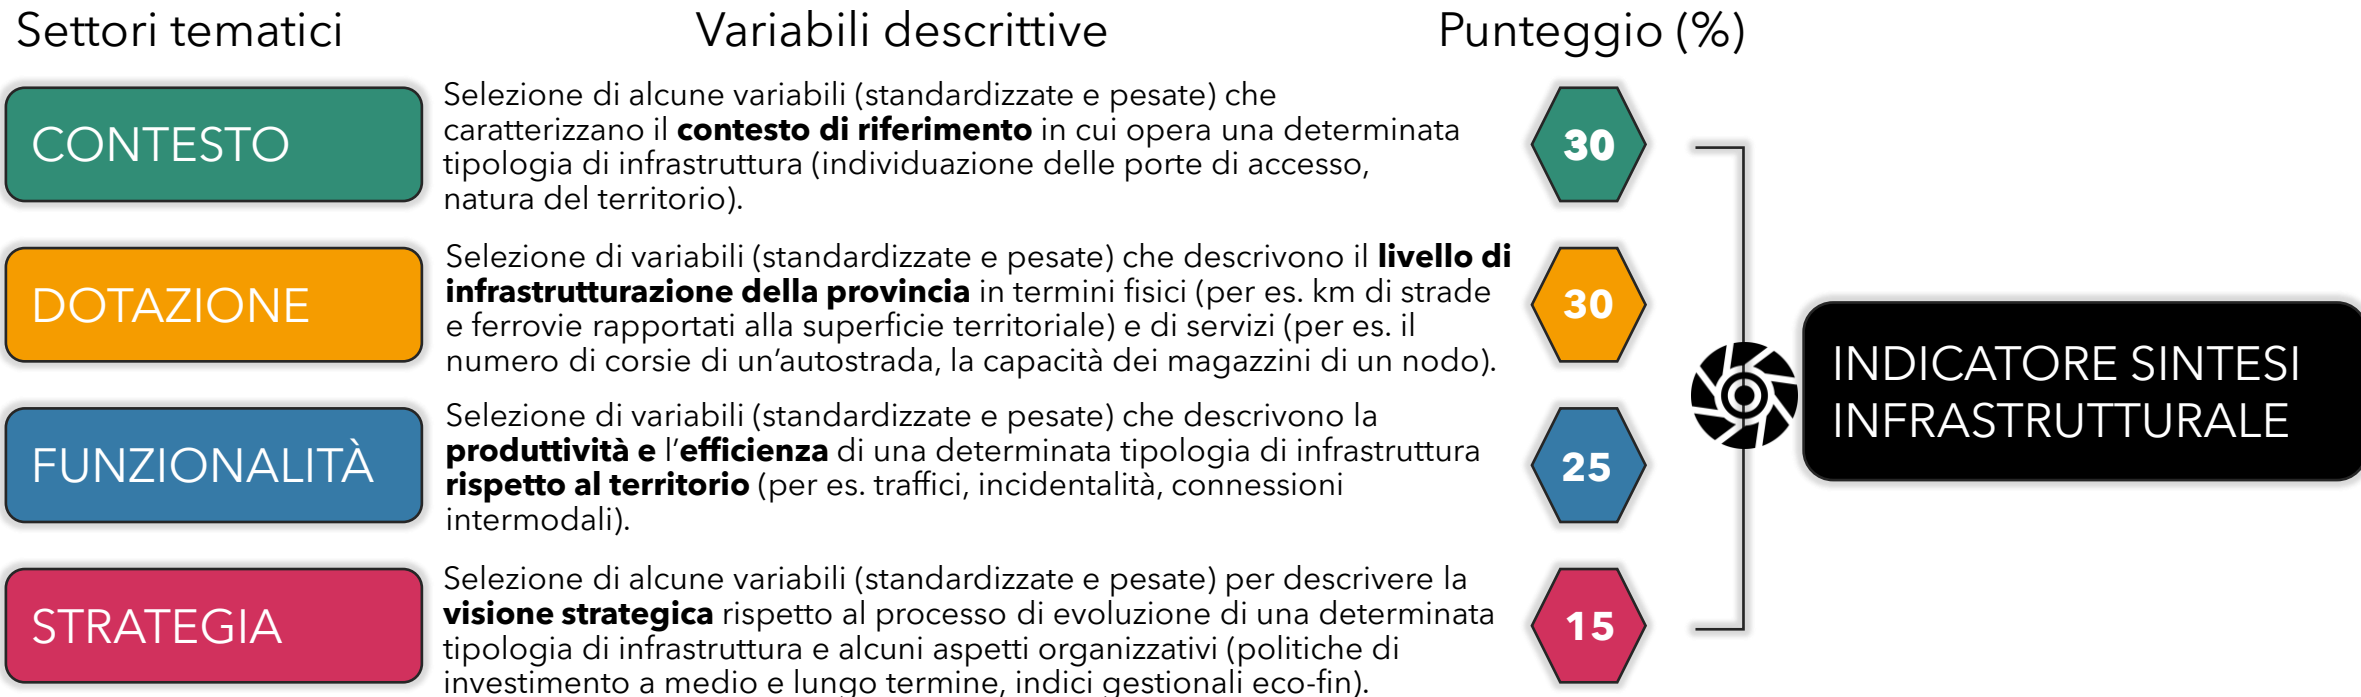 Settori tematici
Variabili descrittive
Punteggio (%)
CONTESTO
Selezione di alcune variabili (standardizzate e pesate) che
caratterizzano il contesto di riferimento in cui opera una determinata
tipologia di infrastruttura (individuazione delle porte di accesso,
natura del territorio).
30
DOTAZIONE
Selezione di variabili (standardizzate e pesate) che descrivono il livello di
infrastrutturazione della provincia in termini fisici (per es. km di strade
e ferrovie rapportati alla superficie territoriale) e di servizi (per es. il
numero di corsie di un'autostrada, la capacità dei magazzini di un nodo).
30
FUNZIONALITÀ
Selezione di variabili (standardizzate e pesate) che descrivono la
produttività e l'efficienza di una determinata tipologia di infrastruttura
rispetto al territorio (per es. traffici, incidentalità, connessioni
intermodali).
25
STRATEGIA
Selezione di alcune variabili (standardizzate e pesate) per descrivere la
visione strategica rispetto al processo di evoluzione di una determinata
tipologia di infrastruttura e alcuni aspetti organizzativi (politiche di
investimento a medio e lungo termine, indici gestionali eco-fin).
15
INDICATORE SINTESI
INFRASTRUTTURALE